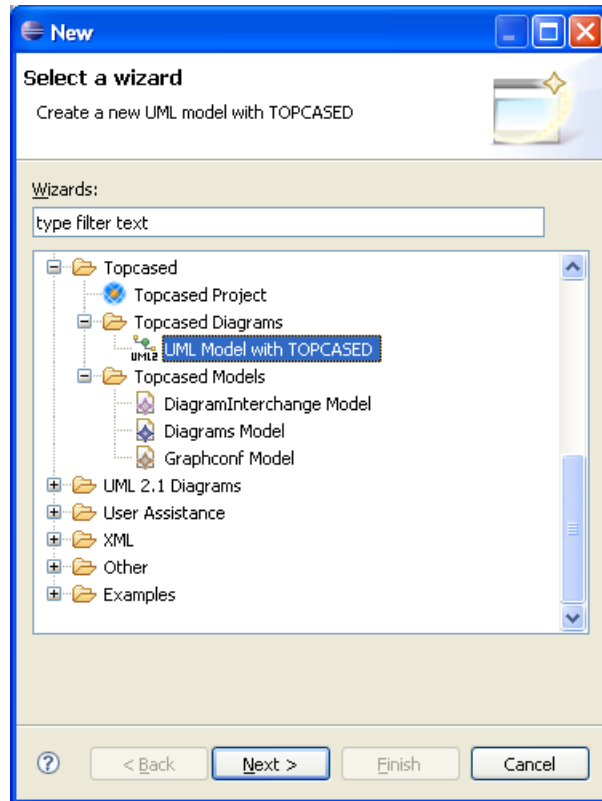 New
Select a wizard
Create a new UML model with TOPCASED
Wizards:
type filter text
Topcased
Topcased Project
Topcased Diagrams
UML2 UML Model with TOPCASED
Topcased Models
DiagramInterchange Model
Diagrams Model
Graphconf Model
UML 2.1 Diagrams
User Assistance
XML
Other
Examples
? < Back Next > Finish Cancel